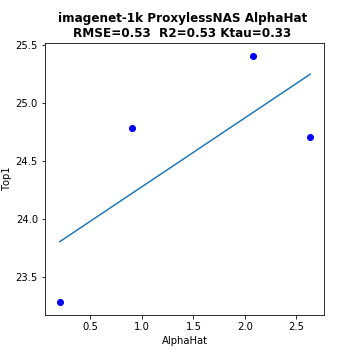 imagenet-1k ProxylessNAS AlphaHat
RMSE=0.53  R2=0.53 Ktau=0.33
25.5
25.0
24.5
24.0
23.5
Top1
0.5
1.0
1.5
2.0
2.5
AlphaHat